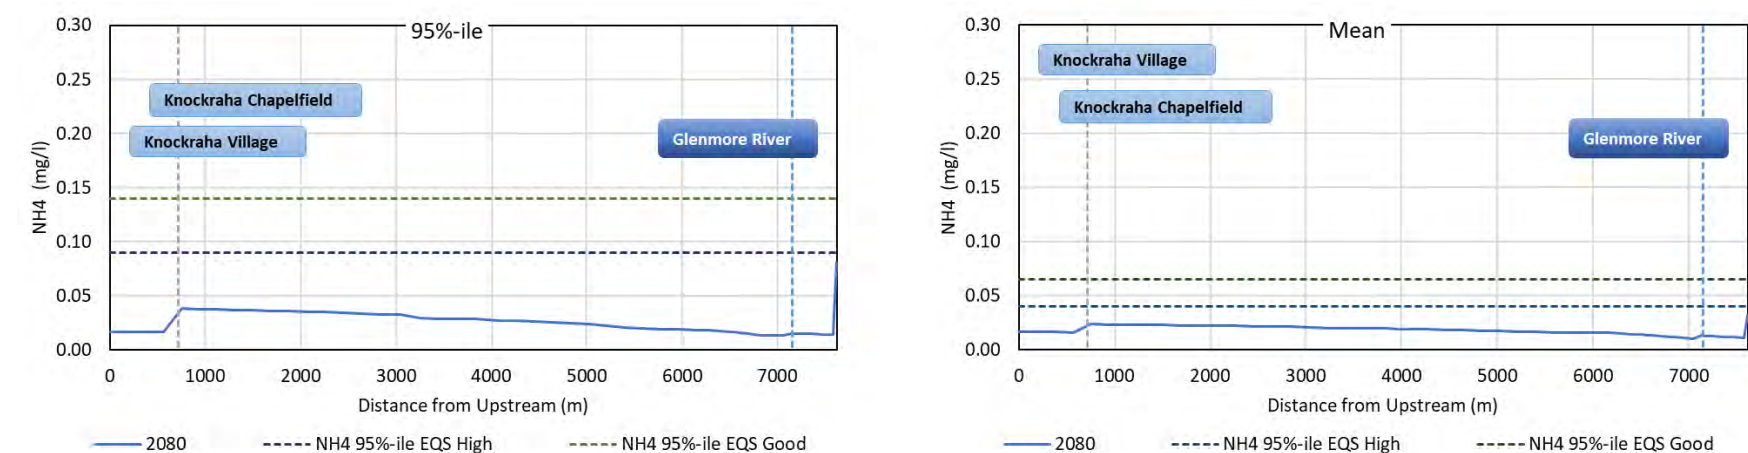 95%-ile
NH4 (mg/l)
0.30
0.25
0.20
0.15
0.10
0.05
0.00
Knockraha Chapelfield
Knockraha Village
Glenmore River
0 1000 2000 3000 4000 5000 6000 7000
Distance from Upstream (m)
2080 NH4 95%-ile EQS High NH4 95%-ile EQS Good
Mean
NH4 (mg/l)
0.30
0.25
0.20
0.15
0.10
0.05
0.00
Knockraha Village
Knockraha Chapelfield
Glenmore River
0 1000 2000 3000 4000 5000 6000 7000
Distance from Upstream (m)
2080 NH4 95%-ile EQS High NH4 95%-ile EQS Good